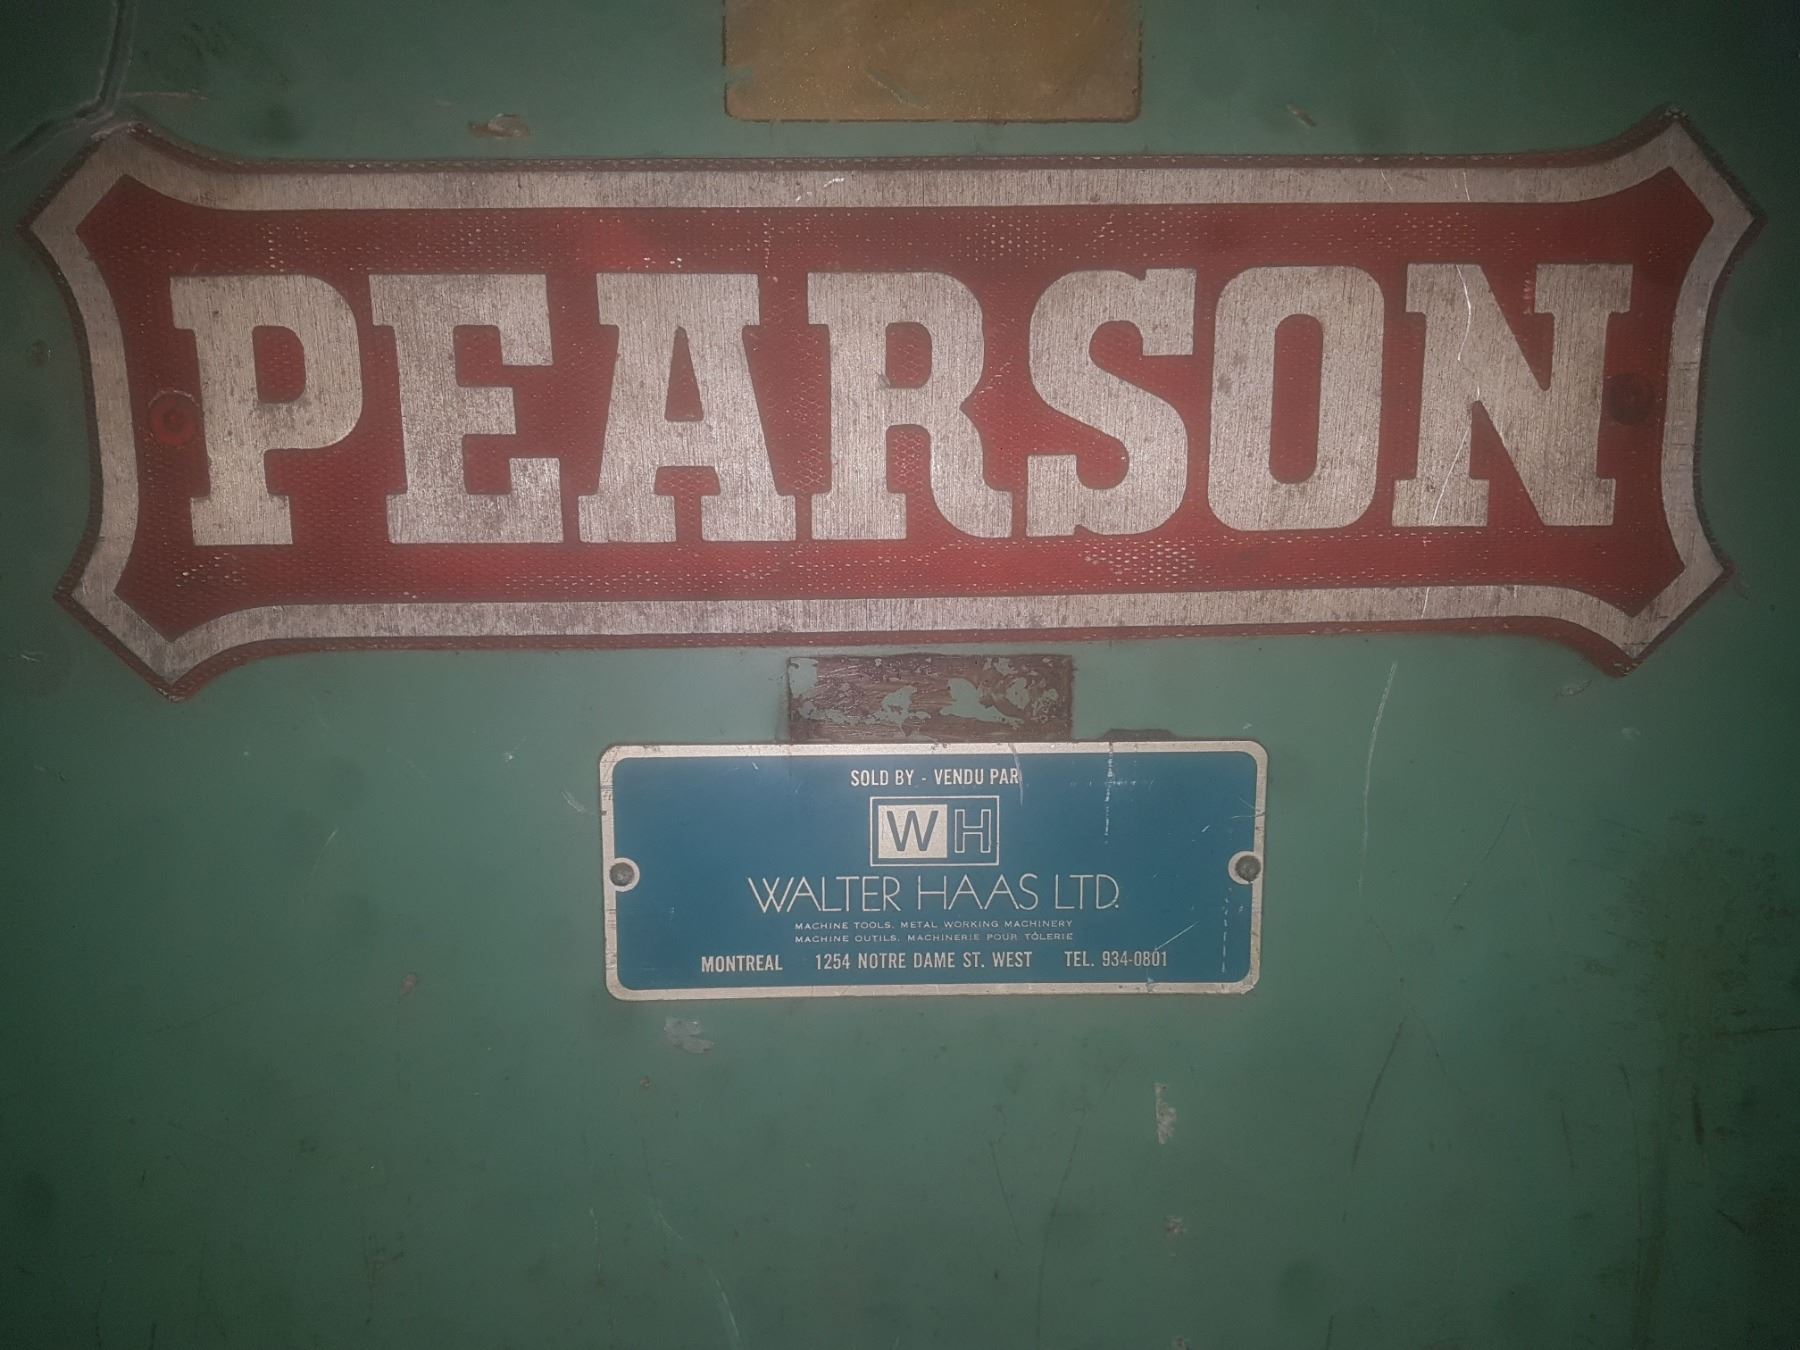 PEARSON
SOLD BY - VENDU PAR
WH
WALTER HAAS LTD.
MACHINE TOOLS. METAL WORKING MACHINERY
MACHINE OUTILS. MACHINERIE POUR TÔLERIE
MONTREAL 1254 NOTRE DAME ST. WEST TEL. 934-0801